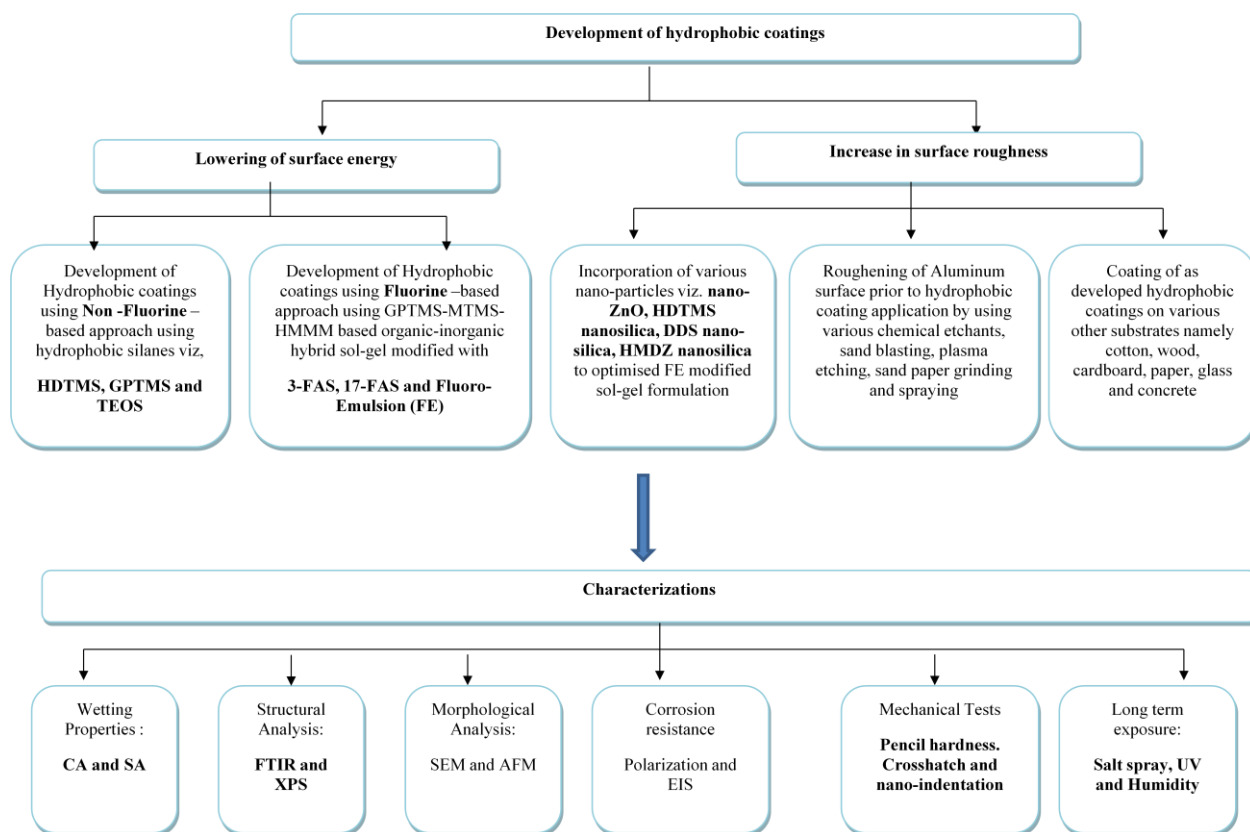 Development of hydrophobic coatings
Lowering of surface energy
Increase in surface roughness
Development of
Hydrophobic coatings
using Non -Fluorine –
based approach using
hydrophobic silanes viz,
HDTMS, GPTMS and
TEOS
Development of Hydrophobic
coatings using Fluorine –based
approach using GPTMS-MTMS-
HMMM based organic-inorganic
hybrid sol-gel modified with
3-FAS, 17-FAS and Fluoro-
Emulsion (FE)
Incorporation of various
nano-particles viz. nano-
ZnO, HDTMS
nanosilica, DDS nano-
silica, HMDZ nanosilica
to optimised FE modified
sol-gel formulation
Roughening of Aluminum
surface prior to hydrophobic
coating application by using
various chemical etchants,
sand blasting, plasma
etching, sand paper grinding
and spraying
Coating of as
developed hydrophobic
coatings on various
other substrates namely
cotton, wood,
cardboard, paper, glass
and concrete
Characterizations
Wetting
Properties :
CA and SA
Structural
Analysis:
FTIR and
XPS
Morphological
Analysis:
SEM and AFM
Corrosion
resistance
Polarization and
EIS
Mechanical Tests
Pencil hardness.
Crosshatch and
nano-indentation
Long term
exposure:
Salt spray, UV
and Humidity